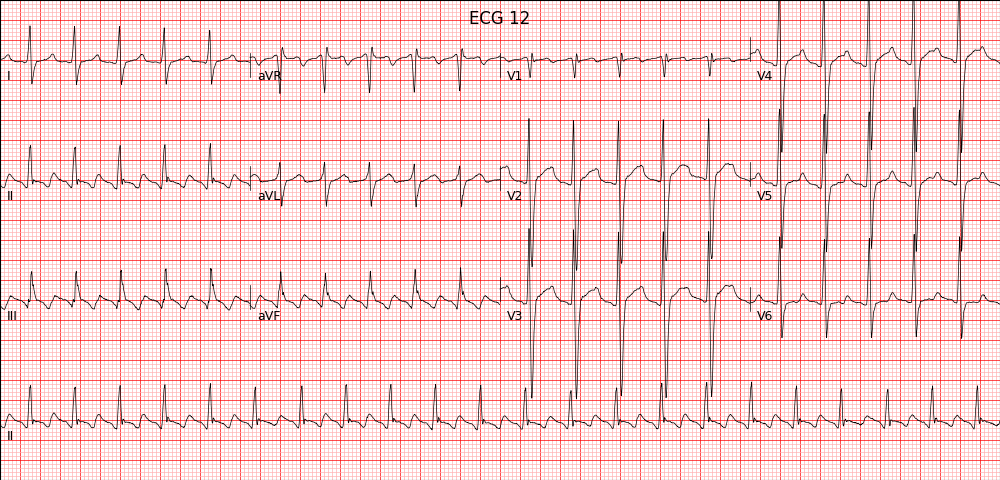 ECG 12
I aVR V1 V4
II aVL V2 V5
III aVF V3 V6
II